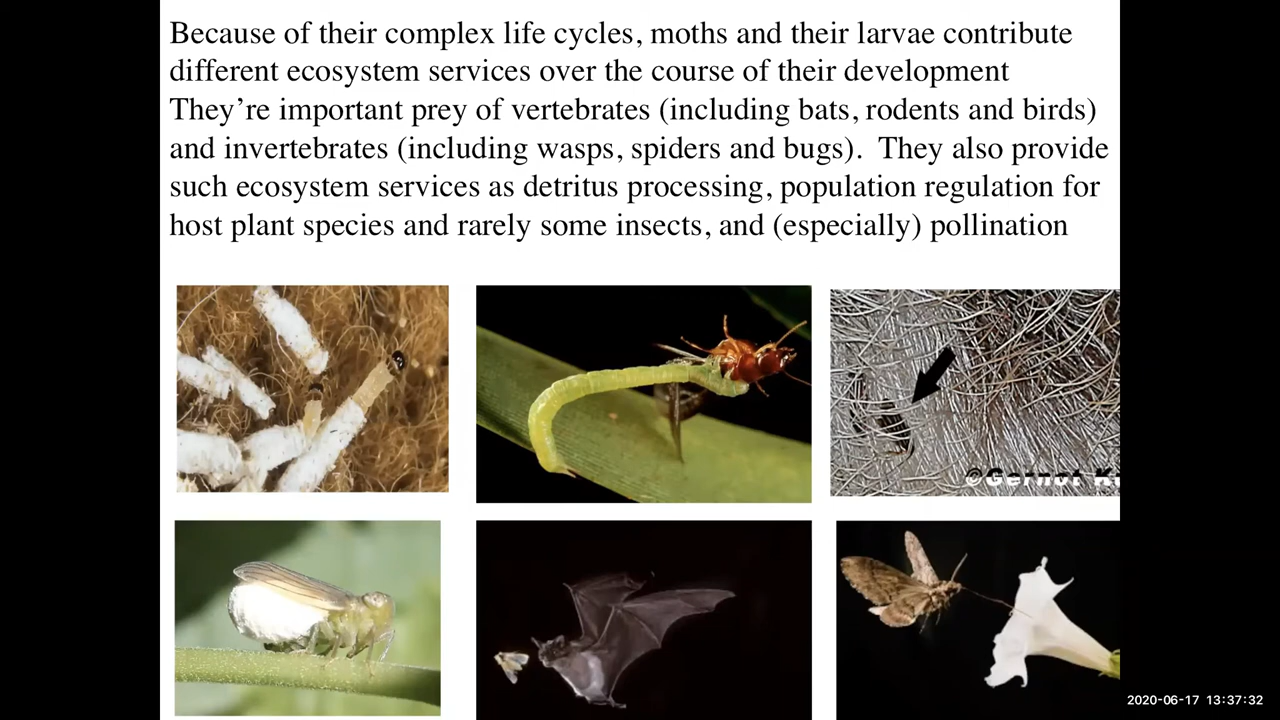 Because of their complex life cycles, moths and their larvae contribute
different ecosystem services over the course of their development
They’re important prey of vertebrates (including bats, rodents and birds)
and invertebrates (including wasps, spiders and bugs).  They also provide
such ecosystem services as detritus processing, population regulation for
host plant species and rarely some insects, and (especially) pollination
©Gernot
2020-06-17 13:37:32